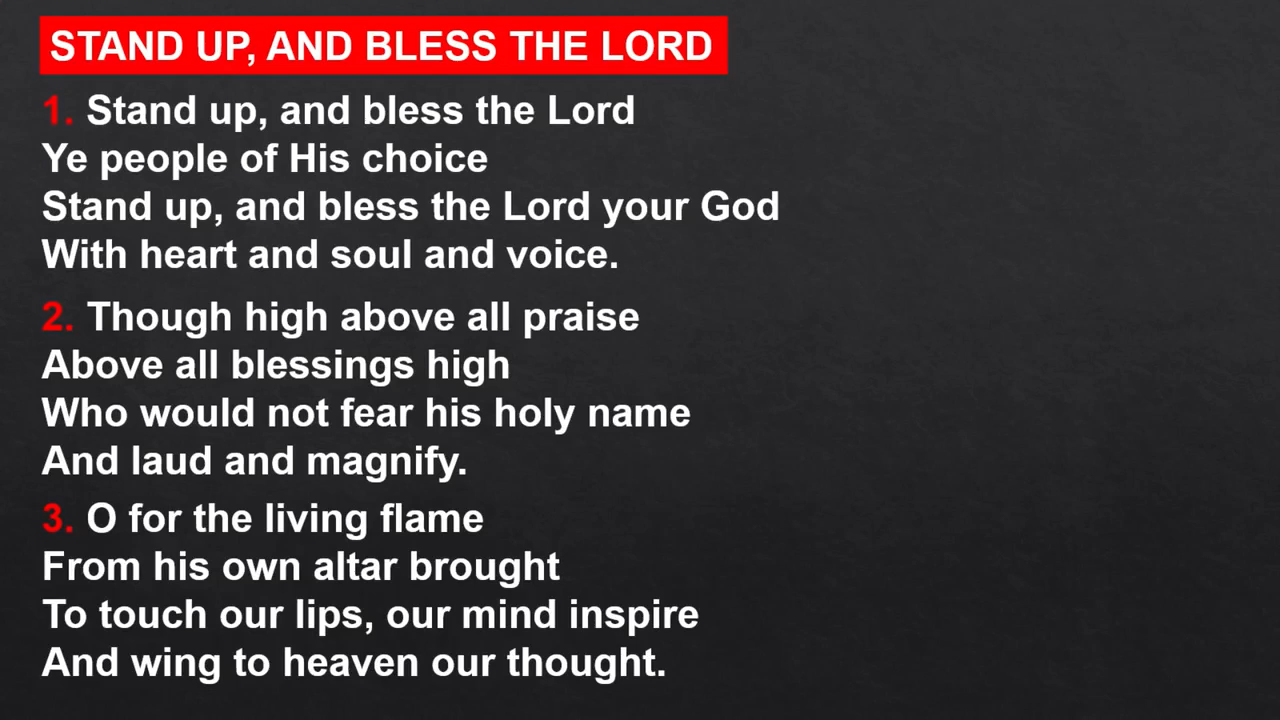 STAND UP, AND BLESS THE LORD
1. Stand up, and bless the Lord
Ye people of His choice
Stand up, and bless the Lord your God
With heart and soul and voice.
2. Though high above all praise
Above all blessings high
Who would not fear his holy name
And laud and magnify.
3. O for the living flame
From his own altar brought
To touch our lips, our mind inspire
And wing to heaven our thought.